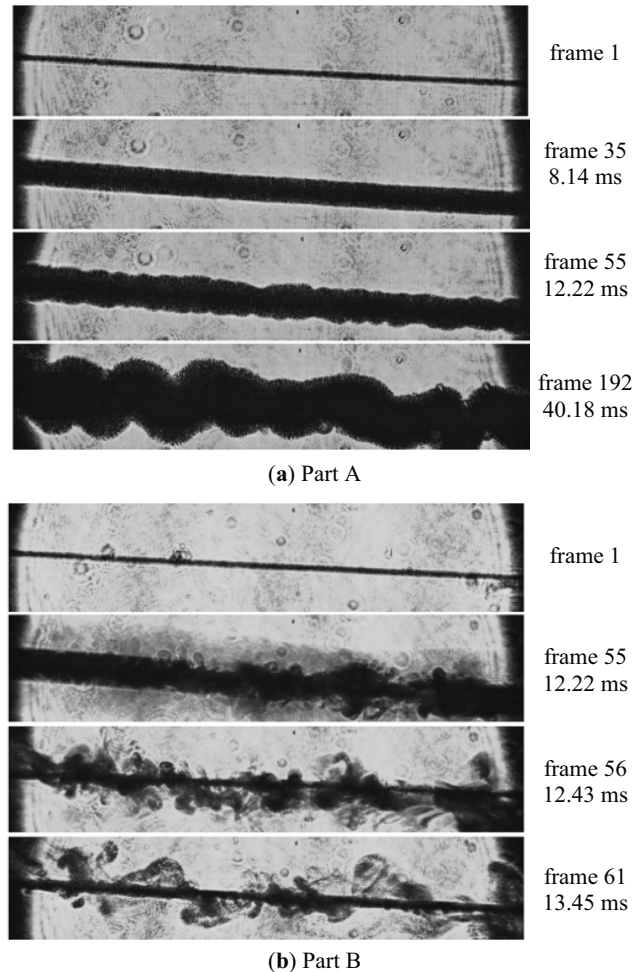 frame 1
frame 35
8.14 ms
frame 55
12.22 ms
frame 192
40.18 ms
(a) Part A
frame 1
frame 55
12.22 ms
frame 56
12.43 ms
frame 61
13.45 ms
(b) Part B